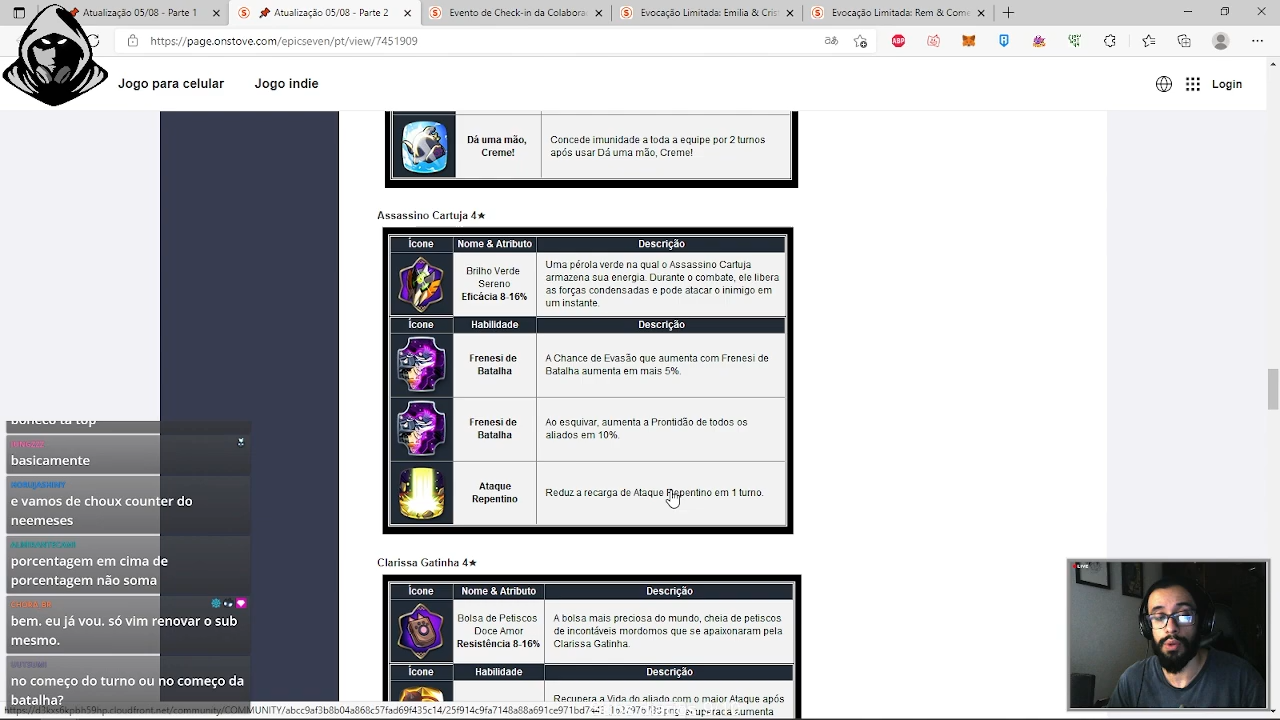 Atualização 05/08 - Parte 1
Atualização 05/08 - Parte 2
Evento de Check-in da Colabora
Evolução Limitada: Emilia &
Evocação Limitada: Rem & Come
https://page.onstove.com/epicseven/pt/view/7451909
Jogo para celular
Jogo indie
Login
Dá uma mão,
Creme!
Concede imunidade a toda a equipe por 2 turnos
após usar Dá uma mão, Creme!
Assassino Cartuja 4★
Ícone Nome & Atributo Descrição
Brilho Verde
Sereno
Eficácia 8-16%
Uma pérola verde na qual o Assassino Cartuja
armazena sua energia. Durante o combate, ele libera
as forças condensadas e pode atacar o inimigo em
um instante.
Ícone Habilidade Descrição
Frenesi de
Batalha
A Chance de Evasão que aumenta com Frenesi de
Batalha aumenta em mais 5%.
Frenesi de
Batalha
Ao esquivar, aumenta a Prontidão de todos os
aliados em 10%.
Ataque
Repentino
Reduz a recarga de Ataque Repentino em 1 turno.
Clarissa Gatinha 4★
Ícone Nome & Atributo Descrição
Bolsa de Petiscos
Doce Amor
Resistência 8-16%
A bolsa mais preciosa do mundo, cheia de petiscos
de incontáveis mordomos que se apaixonaram pela
Clarissa Gatinha.
Ícone Habilidade Descrição
Recupera a Vida do aliado com o maior Ataque após
boneco tá top
basicamente
e vamos de choux counter do
neemeses
porcentagem em cima de
porcentagem não soma
bem. eu já vou. só vim renovar o sub
mesmo.
no começo do turno ou no começo da
batalha?
LIVE